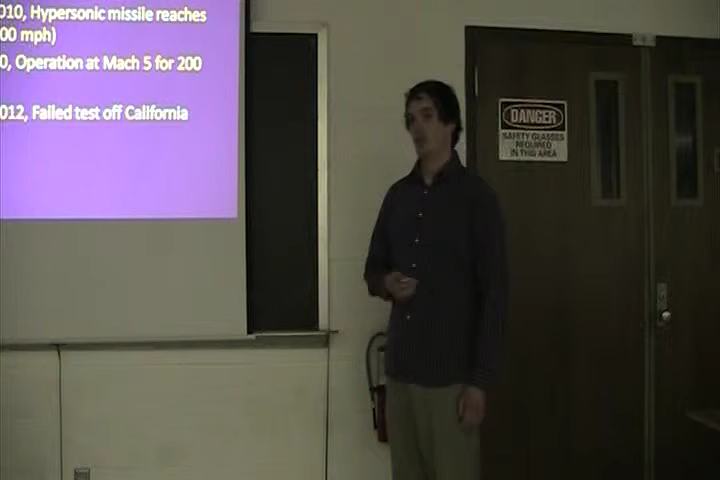 010, Hypersonic missile reaches
00 mph)
0, Operation at Mach 5 for 200
012, Failed test off California
DANGER
SAFETY GLASSES
REQUIRED
IN THIS AREA